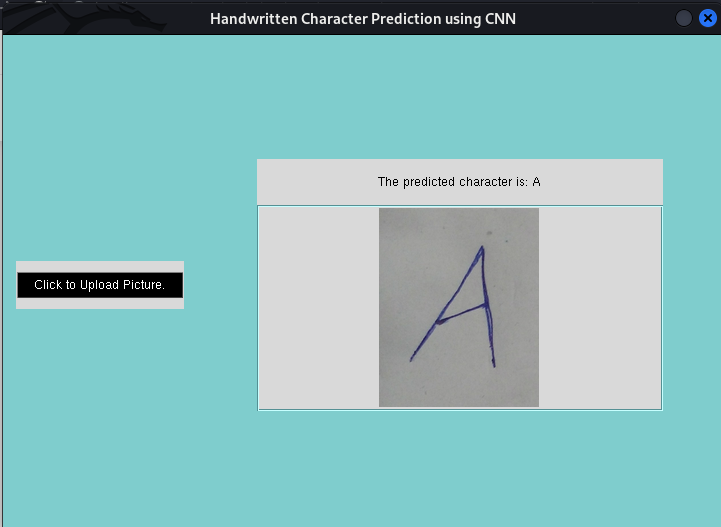 Handwritten Character Prediction using CNN
The predicted character is: A
Click to Upload Picture.
A